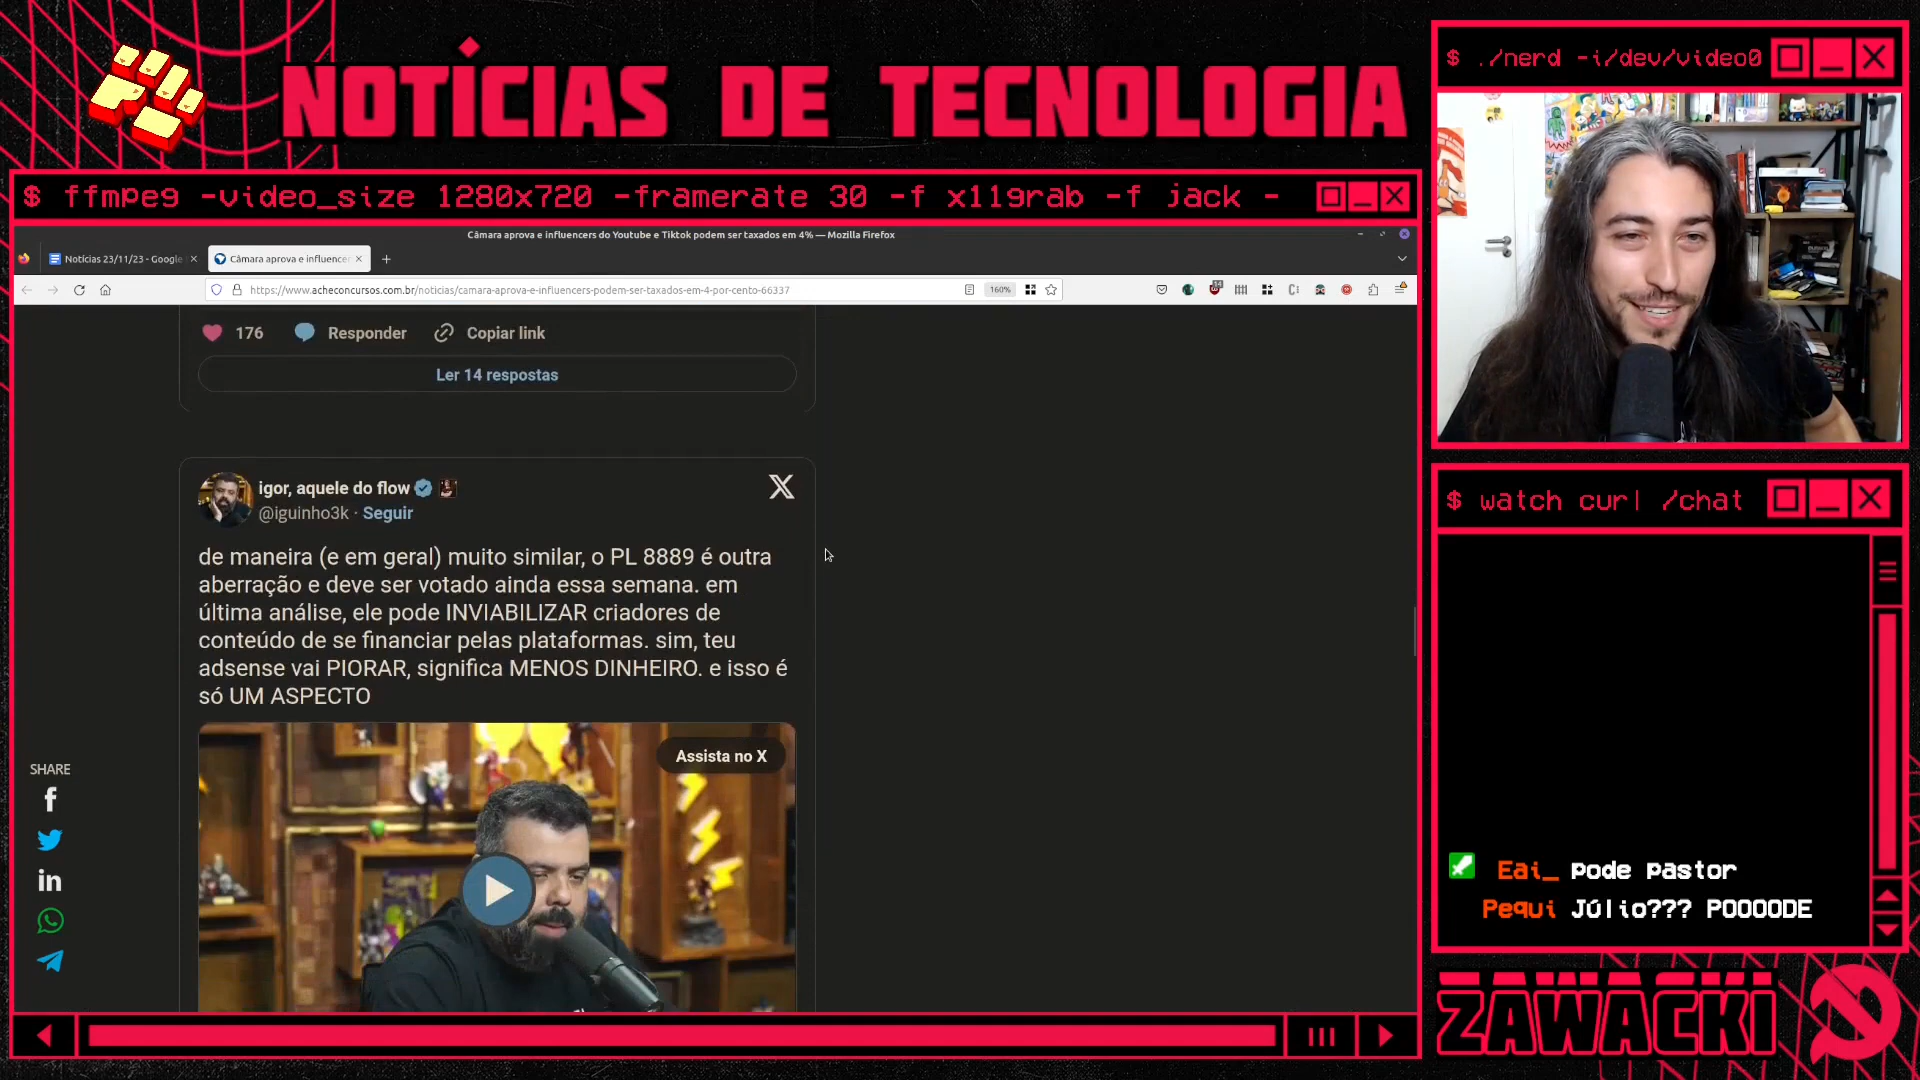 NOTÍCIAS DE TECNOLOGIA
$ ./nerd -i/dev/video0
$ ffmpeg -video_size 1280x720 -framerate 30 -f x11grab -f jack -
Câmara aprova e influencers do Youtube e Tiktok podem ser taxados em 4% — Mozilla Firefox
Notícias 23/11/23 - Google
Câmara aprova e influencer
https://www.acheconcursos.com.br/noticias/camara-aprova-e-influencers-podem-ser-taxados-em-4-por-cento-66337
160%
176 Responder Copiar link
Ler 14 respostas
igor, aquele do flow
@iguinho3k · Seguir
de maneira (e em geral) muito similar, o PL 8889 é outra
aberração e deve ser votado ainda essa semana. em
última análise, ele pode INVIABILIZAR criadores de
conteúdo de se financiar pelas plataformas. sim, teu
adsense vai PIORAR, significa MENOS DINHEIRO. e isso é
só UM ASPECTO
Assista no X
SHARE
$ watch curl /chat
Eai_ pode pastor
Pequi Júlio??? POOOODE
ZAWACKI